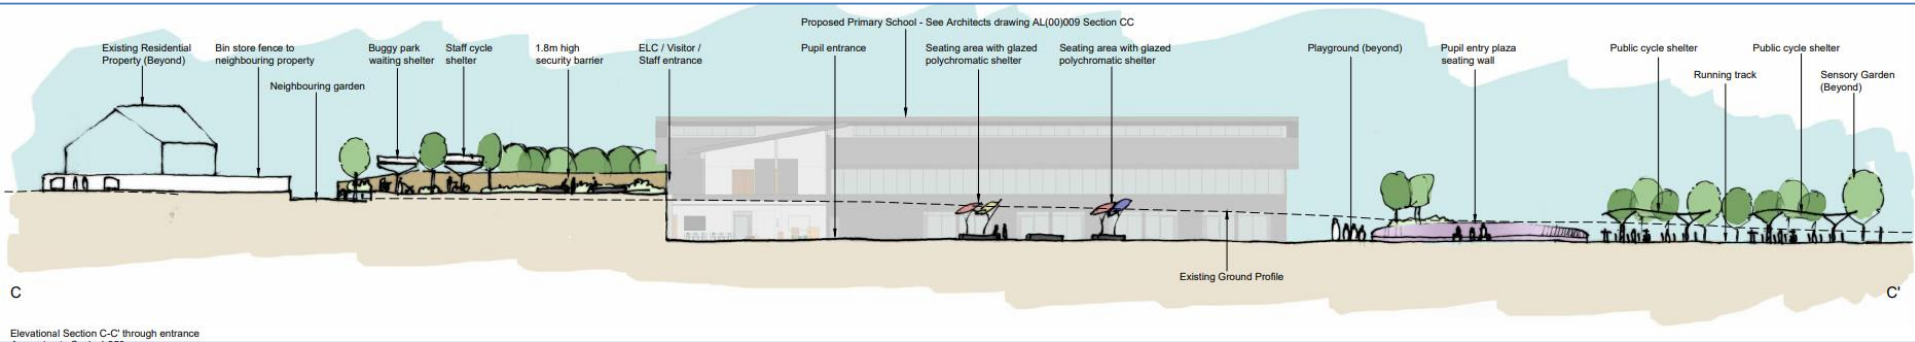 Proposed Primary School - See Architects drawing AL(00)009 Section CC
Existing Residential
Property (Beyond)
Bin store fence to
neighbouring property
Neighbouring garden
Buggy park
waiting shelter
Staff cycle
shelter
1.8m high
security barrier
ELC / Visitor /
Staff entrance
Pupil entrance
Seating area with glazed
polychromatic shelter
Seating area with glazed
polychromatic shelter
Playground (beyond)
Pupil entry plaza
seating wall
Public cycle shelter
Running track
Public cycle shelter
Sensory Garden
(Beyond)
Existing Ground Profile
C
C'
Elevational Section C-C' through entrance